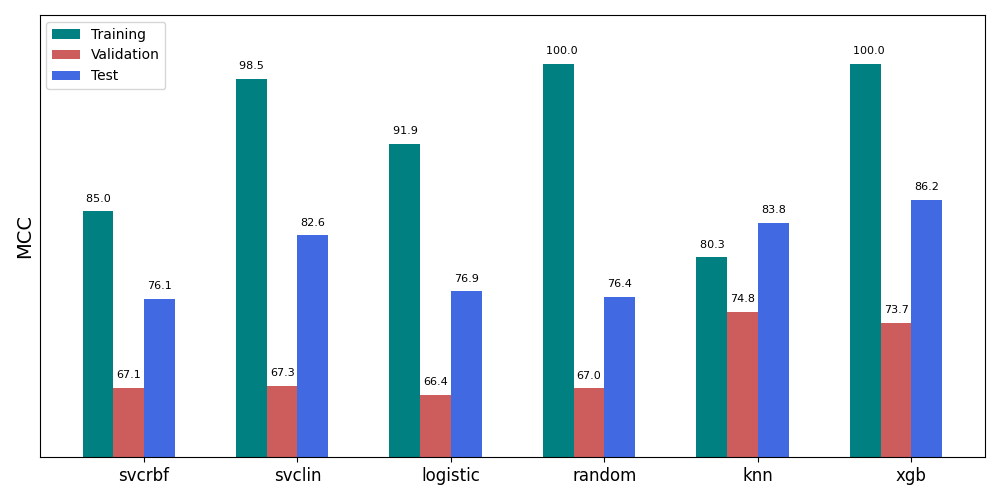 Training
Validation
Test
MCC
85.0
67.1
76.1
98.5
67.3
82.6
91.9
66.4
76.9
100.0
67.0
76.4
80.3
74.8
83.8
100.0
73.7
86.2
svcrbf
svclin
logistic
random
knn
xgb